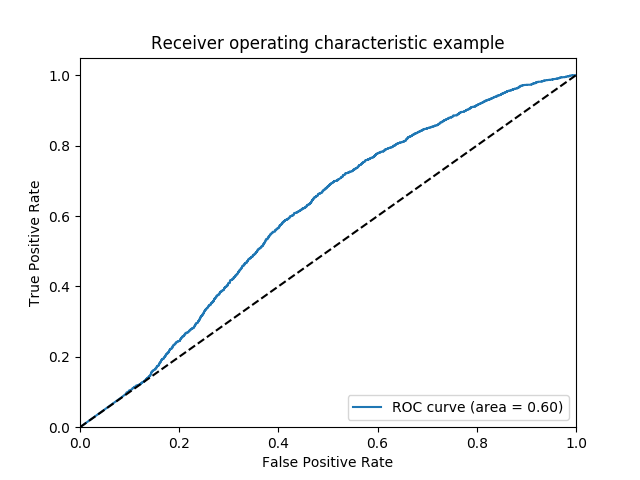 Receiver operating characteristic example
1.0
0.8
0.6
0.4
0.2
0.0
True Positive Rate
ROC curve (area = 0.60)
0.0 0.2 0.4 0.6 0.8 1.0
False Positive Rate